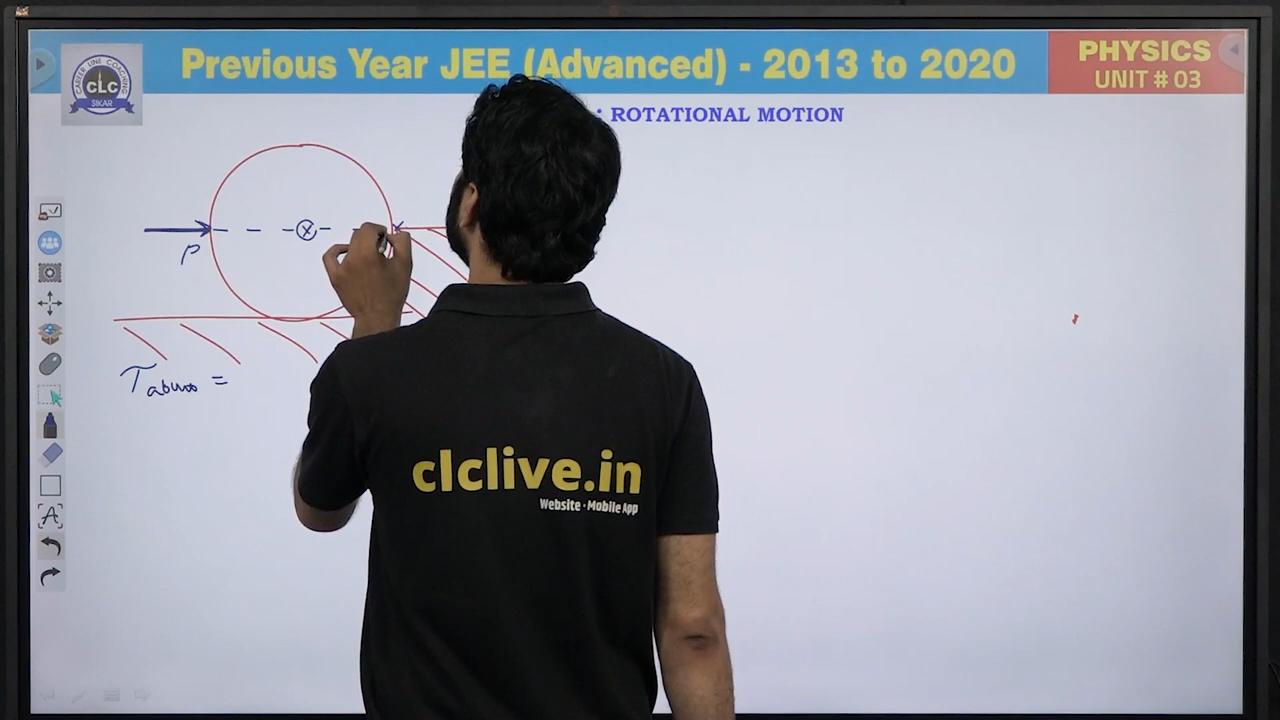 Previous Year JEE (Advanced) - 2013 to 2020
PHYSICS
UNIT # 03
CAREER LINE COACHING
CLC
SIKAR
: ROTATIONAL MOTION
P
A
clclive.in
Website · Mobile App